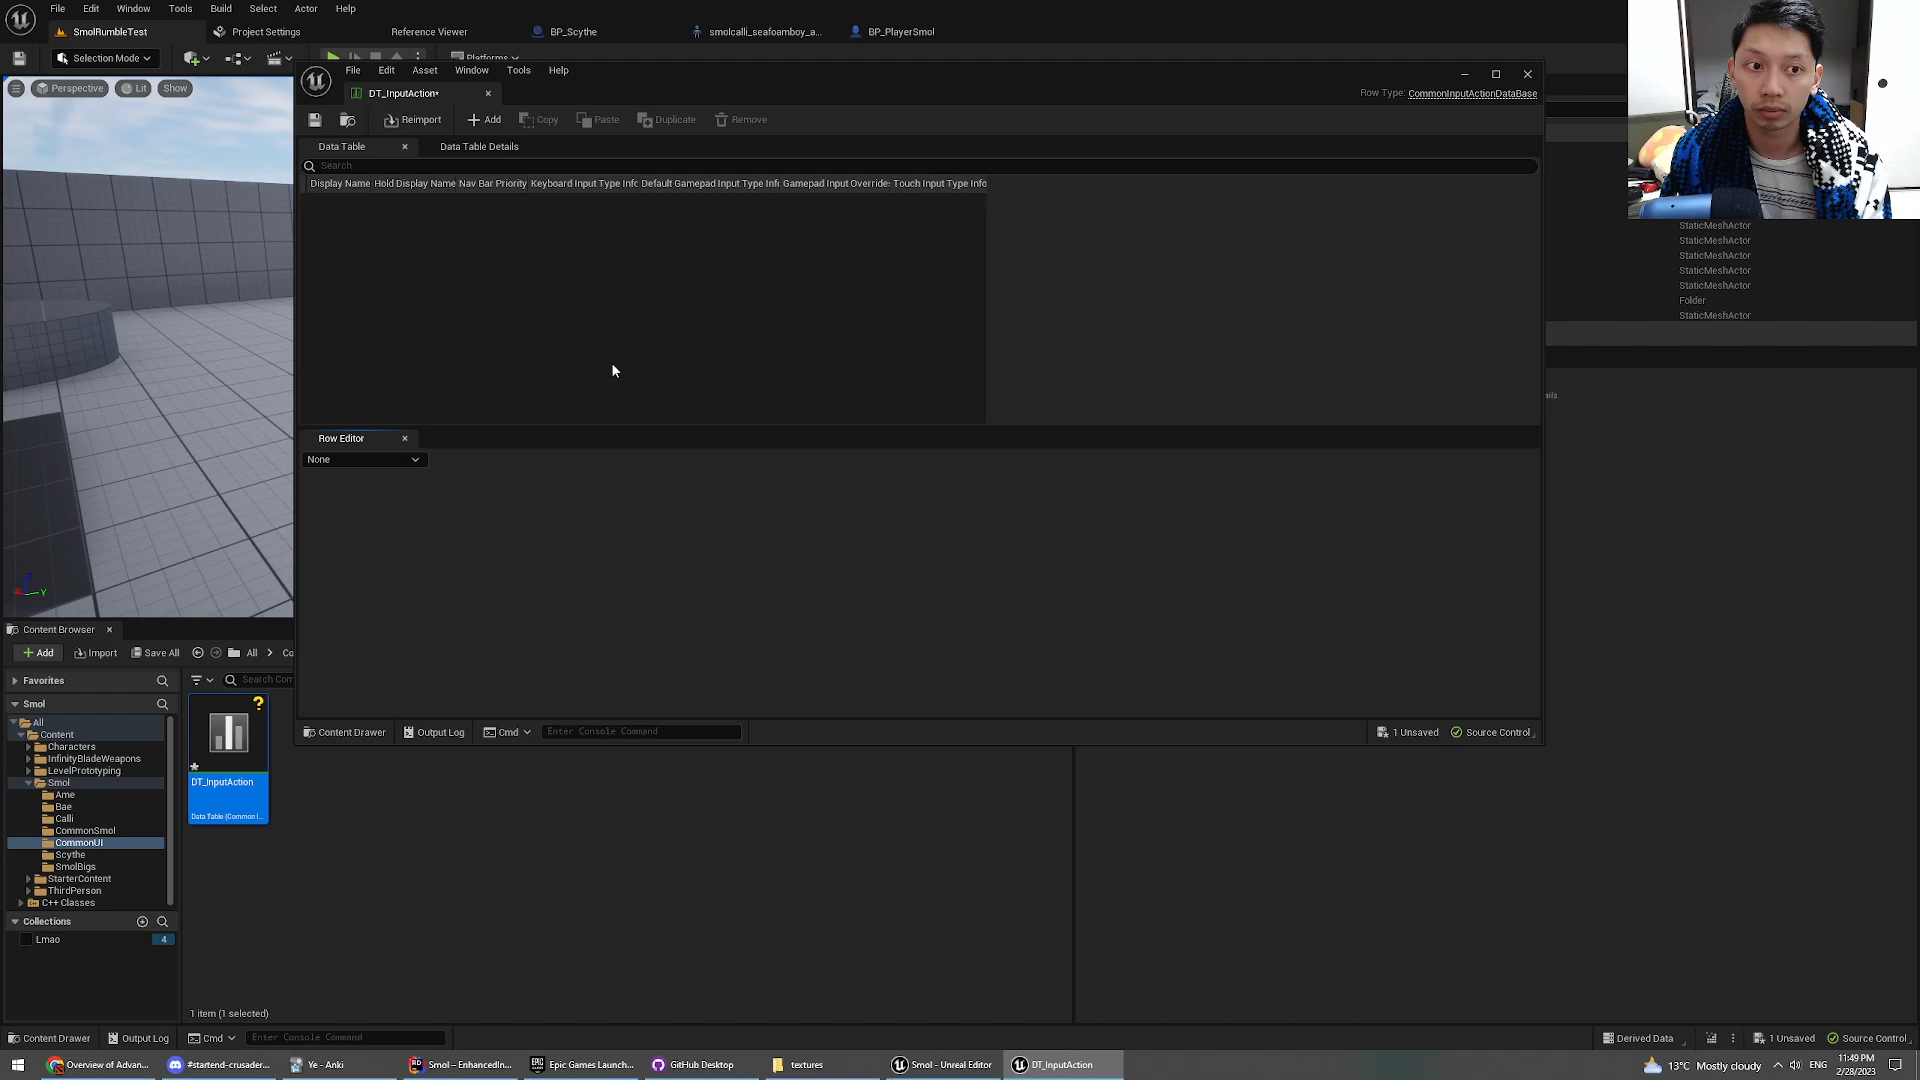 File Edit Window Tools Build Select Actor Help
SmolRumbleTest Project Settings Reference Viewer BP_Scythe smolcalli_seafoamboy_a... BP_PlayerSmol
Selection Mode Platforms
Perspective Lit Show
File Edit Asset Window Tools Help
DT_InputAction*
Row Type: CommonInputActionDataBase
Reimport Add Copy Paste Duplicate Remove
Data Table Data Table Details
Search
Display Name Hold Display Name Nav Bar Priority Keyboard Input Type Info Default Gamepad Input Type Info Gamepad Input Override: Touch Input Type Info
Row Editor
None
Content Drawer Output Log Cmd Enter Console Command 1 Unsaved Source Control
StaticMeshActor
StaticMeshActor
StaticMeshActor
StaticMeshActor
StaticMeshActor
Folder
StaticMeshActor
Y
Content Browser
Add Import Save All All Co
Favorites
Search Com
Smol
All
Content
Characters
InfinityBladeWeapons
LevelPrototyping
Smol
Ame
Bae
Calli
CommonSmol
CommonUI
Scythe
SmolBigs
StarterContent
ThirdPerson
C++ Classes
Collections
Lmao 4
?
DT_InputAction
Data Table (Common I...
1 item (1 selected)
Content Drawer Output Log Cmd Enter Console Command Derived Data 1 Unsaved Source Control
Overview of Advan... #startend-crusader... Ye - Anki Smol – EnhancedIn... Epic Games Launch... GitHub Desktop textures Smol - Unreal Editor DT_InputAction
13°C Mostly cloudy ENG 11:49 PM
2/28/2023